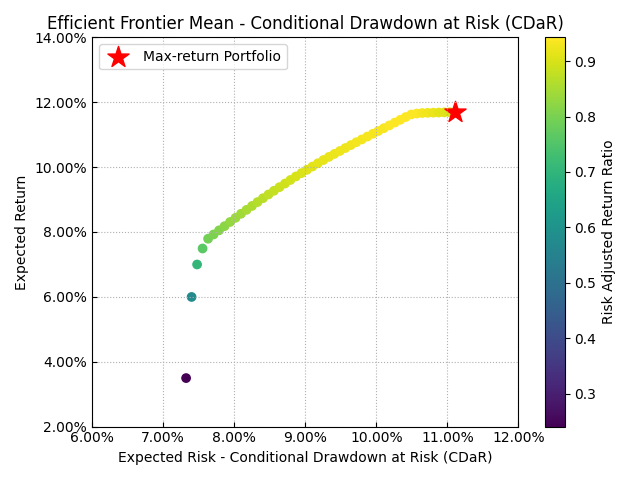 Efficient Frontier Mean - Conditional Drawdown at Risk (CDaR)
Max-return Portfolio
14.00%
12.00%
10.00%
8.00%
6.00%
4.00%
2.00%
Expected Return
6.00% 7.00% 8.00% 9.00% 10.00% 11.00% 12.00%
Expected Risk - Conditional Drawdown at Risk (CDaR)
0.9
0.8
0.7
0.6
0.5
0.4
0.3
Risk Adjusted Return Ratio